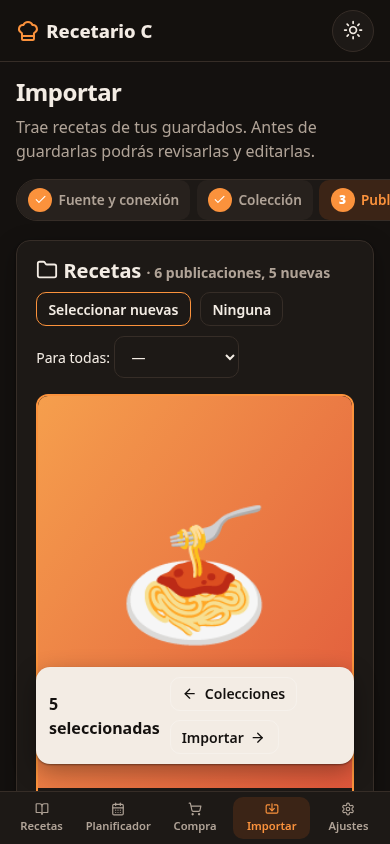 Recetario C
Importar
Trae recetas de tus guardados. Antes de
guardarlas podrás revisarlas y editarlas.
Fuente y conexión
Colección
3 Publ
Recetas · 6 publicaciones, 5 nuevas
Seleccionar nuevas
Ninguna
Para todas: —
5
seleccionadas
← Colecciones
Importar →
Recetas
Planificador
Compra
Importar
Ajustes